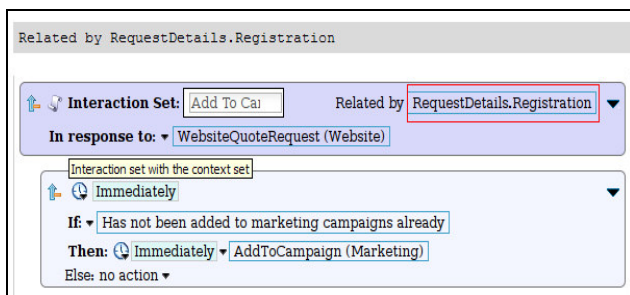 Related by RequestDetails.Registration
Interaction Set: Add To Ca Related by RequestDetails.Registration
In response to: WebsiteQuoteRequest (Website)
Interaction set with the context set
Immediately
If: Has not been added to marketing campaigns already
Then: Immediately AddToCampaign (Marketing)
Else: no action